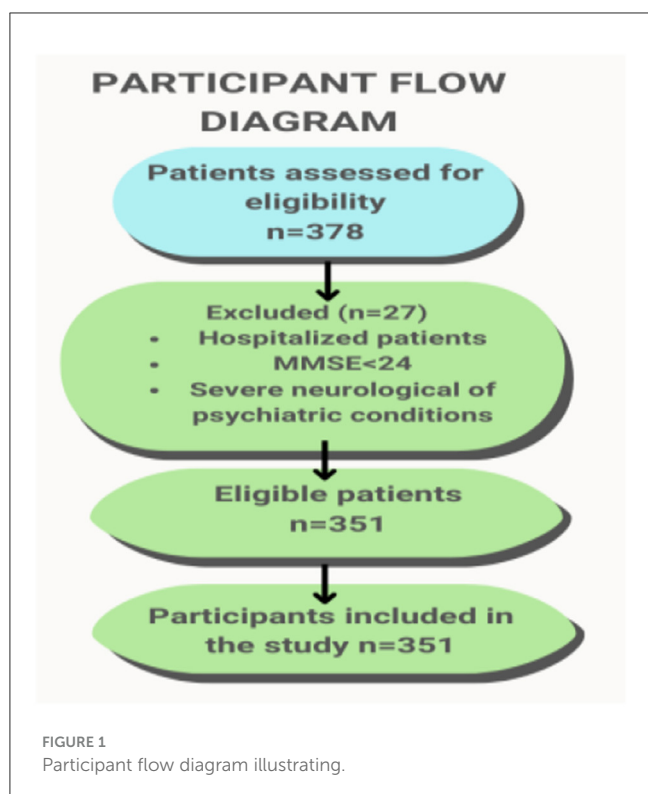 PARTICIPANT FLOW
DIAGRAM
Patients assessed for
eligibility
n=378
Excluded (n=27)
• Hospitalized patients
• MMSE<24
• Severe neurological of
psychiatric conditions
Eligible patients
n=351
Participants included in
the study n=351
FIGURE 1
Participant flow diagram illustrating.